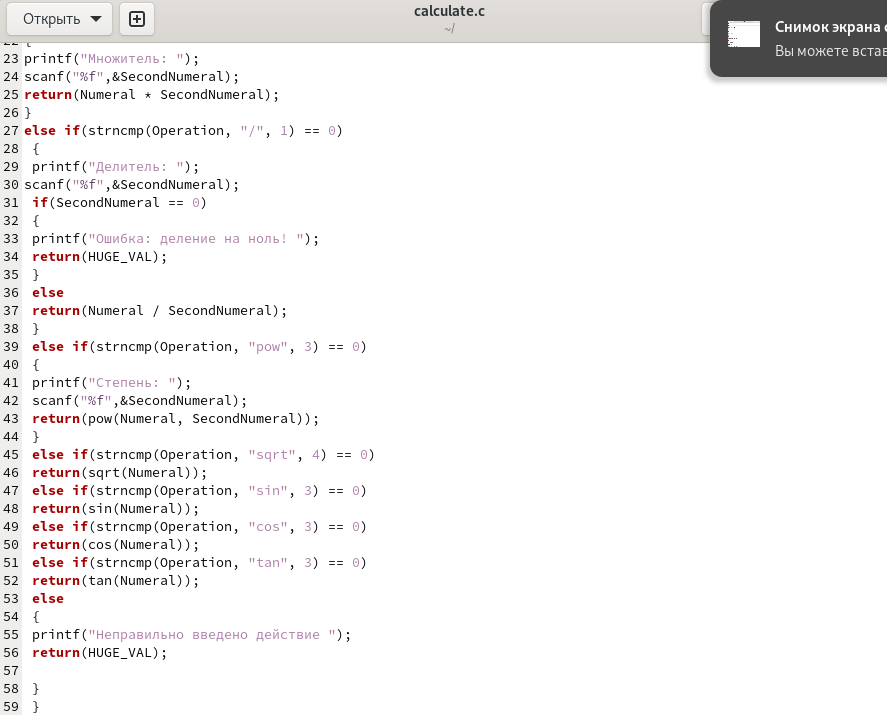 Открыть
calculate.c
~/
Снимок экрана
Вы можете встав
22 {
23 printf("Множитель: ");
24 scanf("%f",&SecondNumeral);
25 return(Numeral * SecondNumeral);
26 }
27 else if(strncmp(Operation, "/", 1) == 0)
28 {
29 printf("Делитель: ");
30 scanf("%f",&SecondNumeral);
31 if(SecondNumeral == 0)
32 {
33 printf("Ошибка: деление на ноль! ");
34 return(HUGE_VAL);
35 }
36 else
37 return(Numeral / SecondNumeral);
38 }
39 else if(strncmp(Operation, "pow", 3) == 0)
40 {
41 printf("Степень: ");
42 scanf("%f",&SecondNumeral);
43 return(pow(Numeral, SecondNumeral));
44 }
45 else if(strncmp(Operation, "sqrt", 4) == 0)
46 return(sqrt(Numeral));
47 else if(strncmp(Operation, "sin", 3) == 0)
48 return(sin(Numeral));
49 else if(strncmp(Operation, "cos", 3) == 0)
50 return(cos(Numeral));
51 else if(strncmp(Operation, "tan", 3) == 0)
52 return(tan(Numeral));
53 else
54 {
55 printf("Неправильно введено действие ");
56 return(HUGE_VAL);
57
58 }
59 }